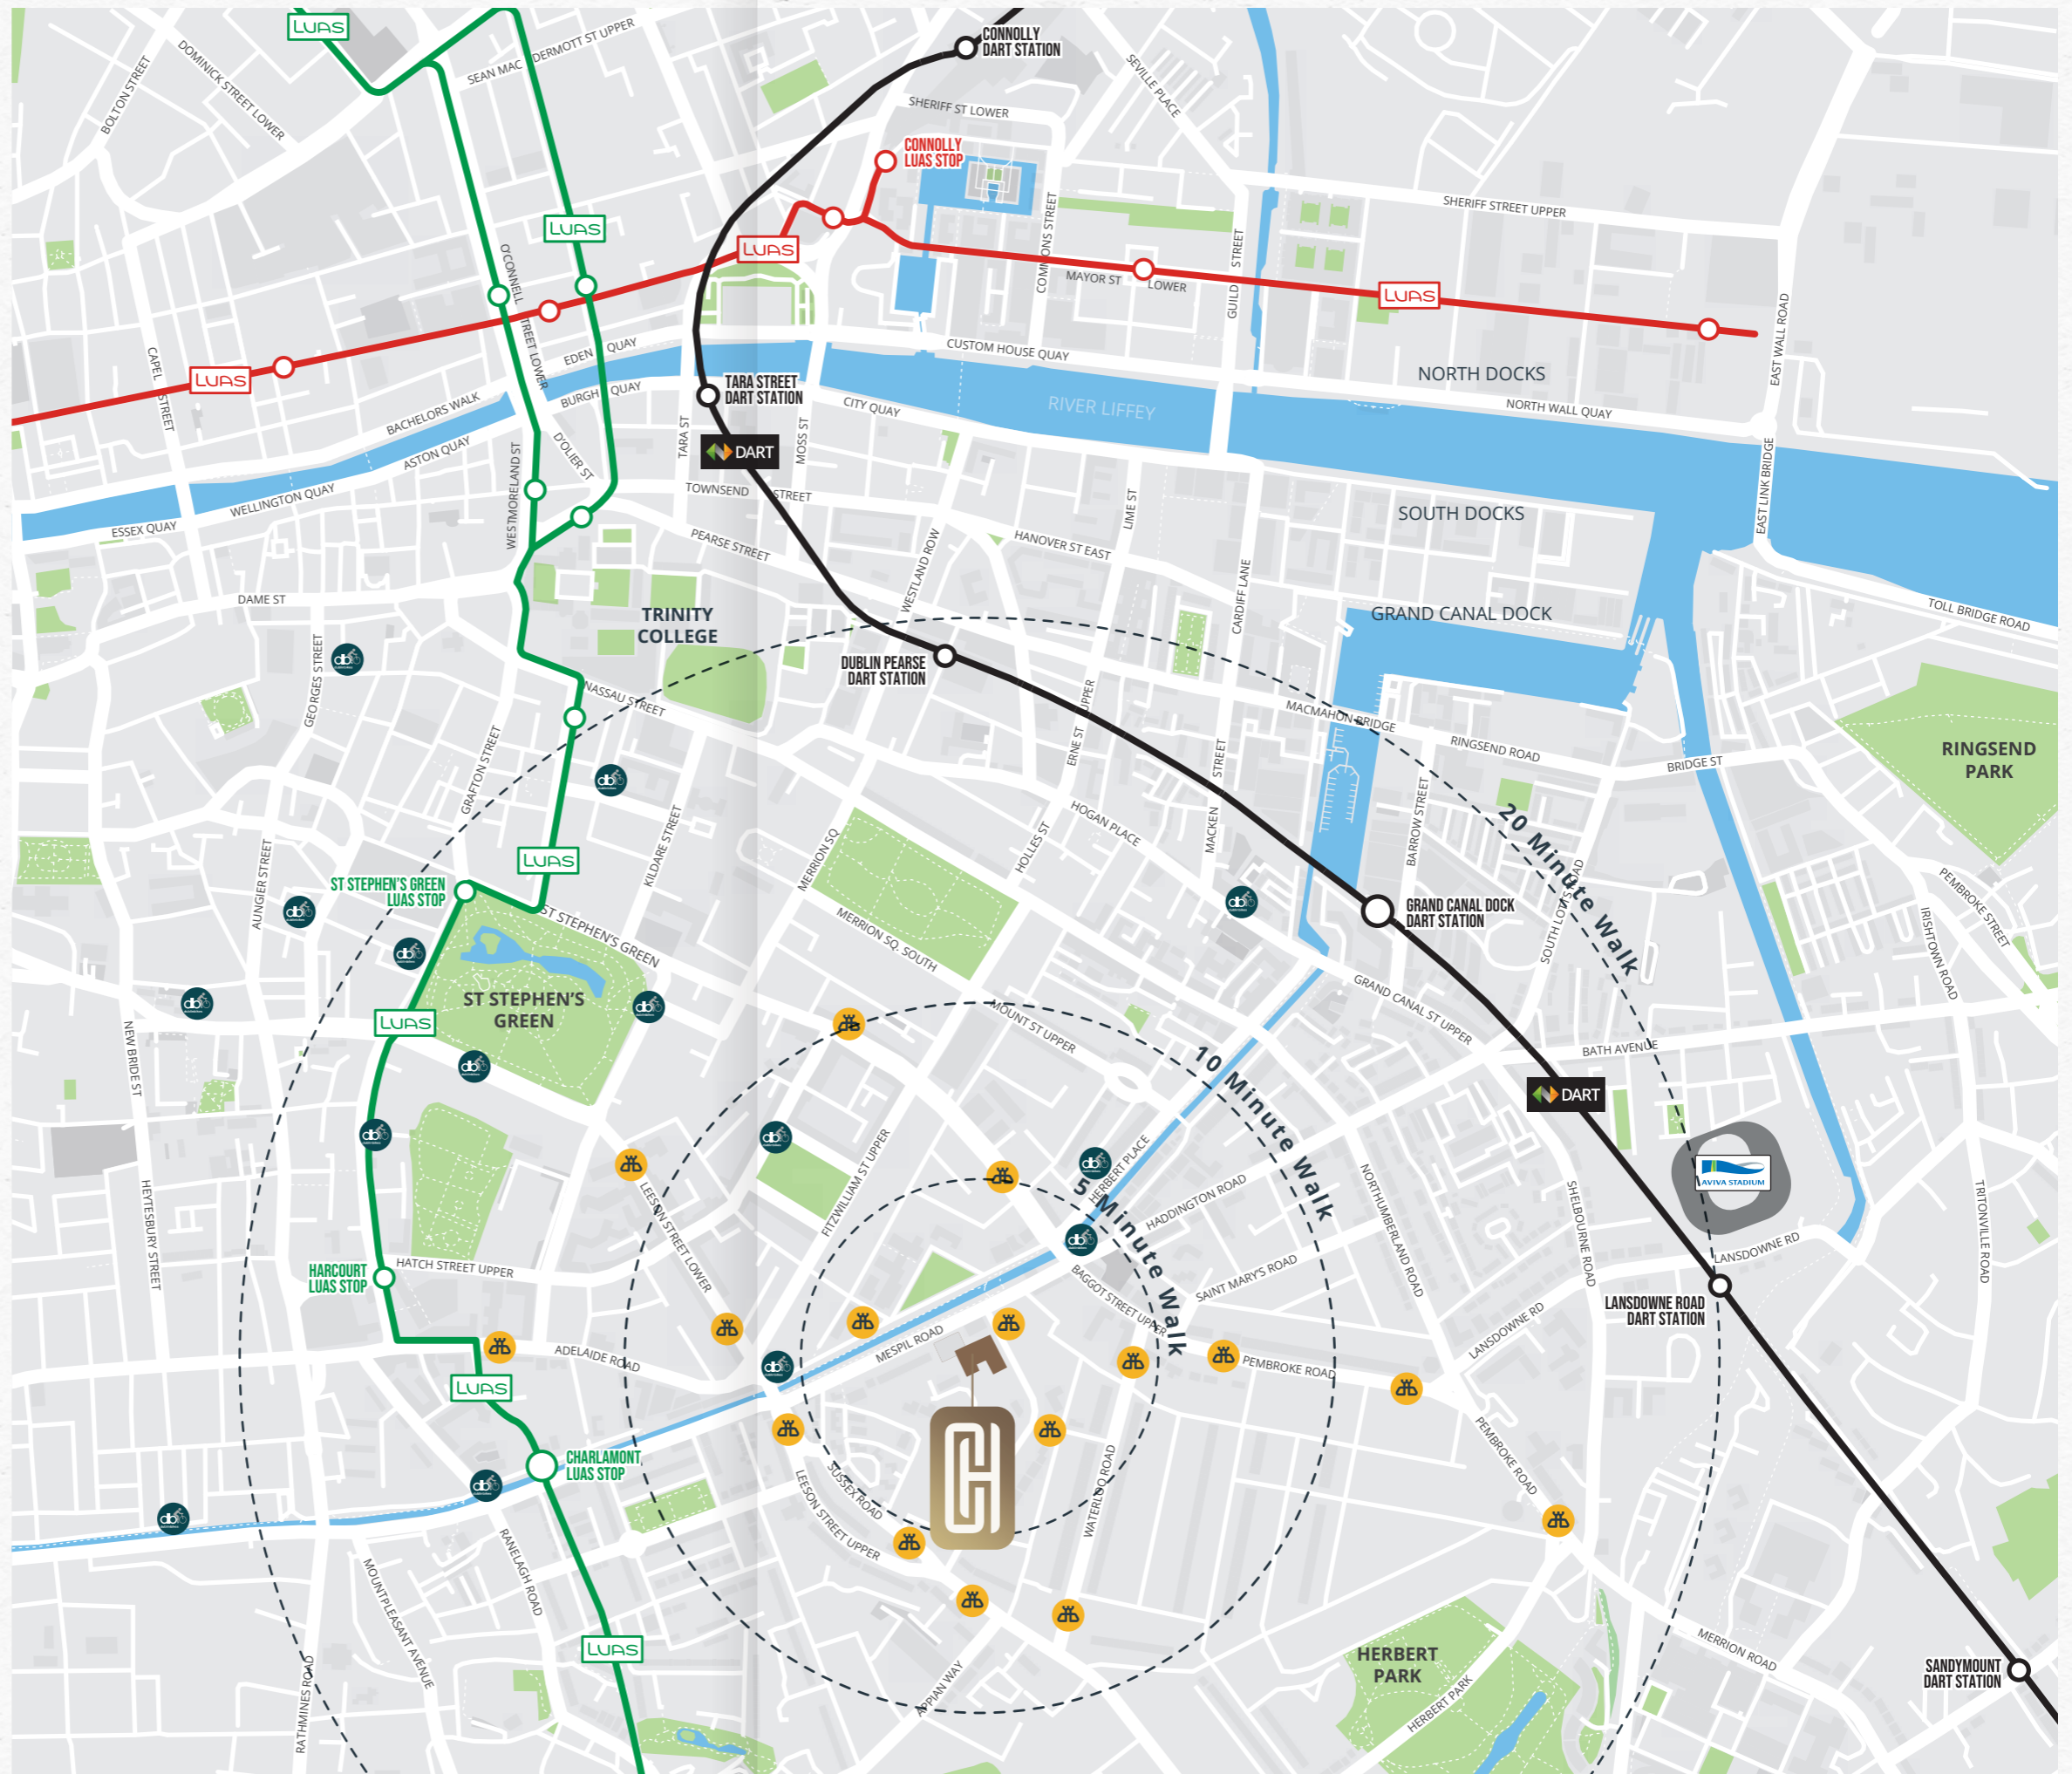 LUAS
DOMINICK STREET LOWER
BOLTON STREET
SEAN MAC DERMOTT ST UPPER
CONNOLLY
DART STATION
SEVILLE PLACE
SHERIFF ST LOWER
CONNOLLY
LUAS STOP
COMMONS STREET
SHERIFF STREET UPPER
LUAS
LUAS
O'CONNELL STREET LOWER
MAYOR ST LOWER
GUILD STREET
LUAS
EAST WALL ROAD
LUAS
CAPEL STREET
EDEN QUAY
CUSTOM HOUSE QUAY
NORTH DOCKS
NORTH WALL QUAY
TARA STREET
DART STATION
BURGH QUAY
BACHELORS WALK
CITY QUAY
RIVER LIFFEY
ASTON QUAY
D'OLIER ST
TARA ST
MOSS ST
DART
WESTMORELAND ST
EAST LINK BRIDGE
WELLINGTON QUAY
ESSEX QUAY
TOWNSEND STREET
LIME ST
SOUTH DOCKS
PEARSE STREET
HANOVER ST EAST
WESTLAND ROW
CARDIFF LANE
DAME ST
TRINITY
COLLEGE
GRAND CANAL DOCK
TOLL BRIDGE ROAD
DUBLIN PEARSE
DART STATION
GEORGES STREET
NASSAU STREET
ERNE ST UPPER
MACMAHON BRIDGE
RINGSEND ROAD
BRIDGE ST
RINGSEND
PARK
GRAFTON STREET
KILDARE STREET
MERRION SQ
HOLLES ST
HOGAN PLACE
MACKEN STREET
BARROW STREET
20 Minute Walk
SOUTH LOTS ROAD
LUAS
ST STEPHEN'S GREEN
LUAS STOP
AUNGIER STREET
ST STEPHEN'S GREEN
MERRION SQ. SOUTH
GRAND CANAL DOCK
DART STATION
PEMBROKE STREET
IRISHTOWN ROAD
ST STEPHEN'S
GREEN
LUAS
NEW BRIDE ST
MOUNT ST UPPER
GRAND CANAL ST UPPER
BATH AVENUE
10 Minute Walk
DART
HERBERT PLACE
AVIVA STADIUM
HEYTESBURY STREET
LEESON STREET LOWER
FITZWILLIAM ST UPPER
5 Minute Walk
HADDINGTON ROAD
NORTHUMBERLAND ROAD
SHELBOURNE ROAD
TRITONVILLE ROAD
LANSDOWNE RD
HATCH STREET UPPER
HARCOURT
LUAS STOP
SAINT MARY'S ROAD
BAGGOT STREET UPPER
LANSDOWNE ROAD
DART STATION
LANSDOWNE RD
MESPIL ROAD
ADELAIDE ROAD
PEMBROKE ROAD
LUAS
CHARLAMONT
LUAS STOP
PEMBROKE ROAD
SUSSEX ROAD
LEESON STREET UPPER
WATERLOO ROAD
RANELAGH ROAD
MOUNTPLEASANT AVENUE
LUAS
RATHMINES ROAD
APPIAN WAY
HERBERT
PARK
HERBERT PARK
MERRION ROAD
SANDYMOUNT
DART STATION